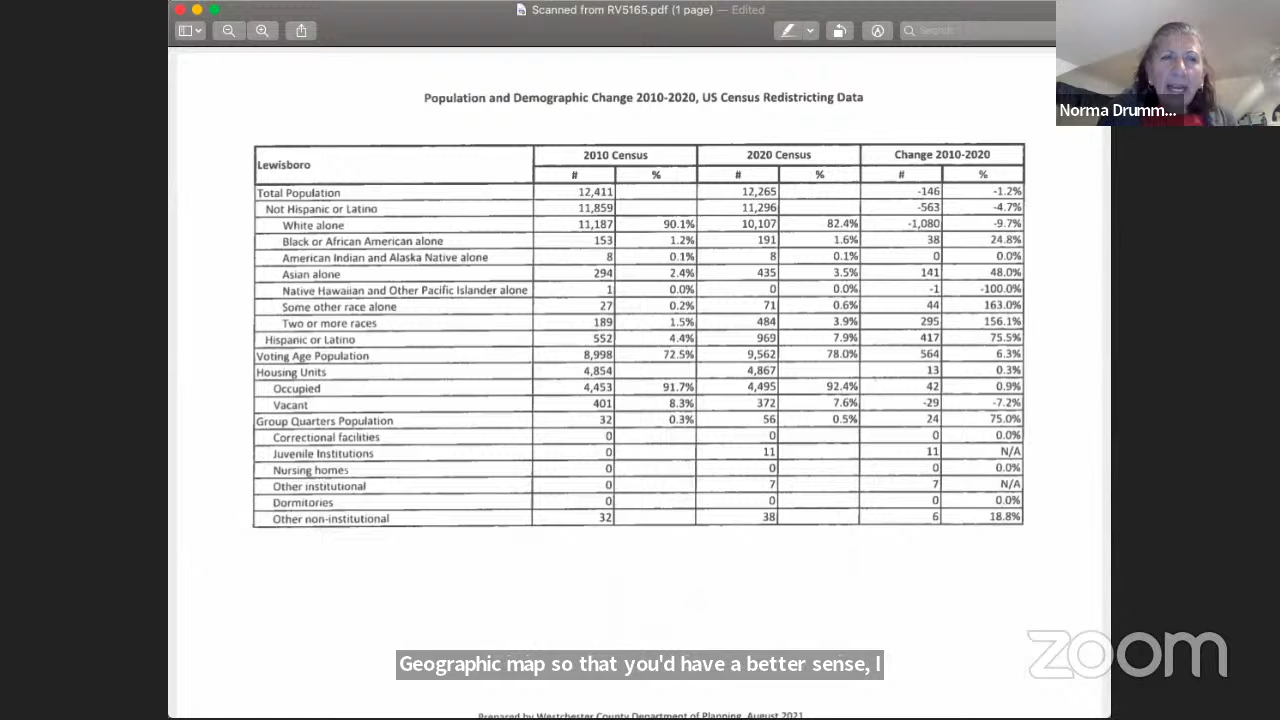 Scanned from RV5165.pdf (1 page) — Edited
Search
Norma Drumm...
Population and Demographic Change 2010-2020, US Census Redistricting Data
Lewisboro 2010 Census 2020 Census Change 2010-2020
# % # % # %
Total Population 12,411 12,265 -146 -1.2%
Not Hispanic or Latino 11,859 11,296 -563 -4.7%
White alone 11,187 90.1% 10,107 82.4% -1,080 -9.7%
Black or African American alone 153 1.2% 191 1.6% 38 24.8%
American Indian and Alaska Native alone 8 0.1% 8 0.1% 0 0.0%
Asian alone 294 2.4% 435 3.5% 141 48.0%
Native Hawaiian and Other Pacific Islander alone 1 0.0% 0 0.0% -1 -100.0%
Some other race alone 27 0.2% 71 0.6% 44 163.0%
Two or more races 189 1.5% 484 3.9% 295 156.1%
Hispanic or Latino 552 4.4% 969 7.9% 417 75.5%
Voting Age Population 8,998 72.5% 9,562 78.0% 564 6.3%
Housing Units 4,854 4,867 13 0.3%
Occupied 4,453 91.7% 4,495 92.4% 42 0.9%
Vacant 401 8.3% 372 7.6% -29 -7.2%
Group Quarters Population 32 0.3% 56 0.5% 24 75.0%
Correctional facilities 0 0 0 0.0%
Juvenile Institutions 0 11 11 N/A
Nursing homes 0 0 0 0.0%
Other institutional 0 7 7 N/A
Dormitories 0 0 0 0.0%
Other non-institutional 32 38 6 18.8%
Geographic map so that you'd have a better sense, I
zoom
Prepared by Westchester County Department of Planning, August 2021